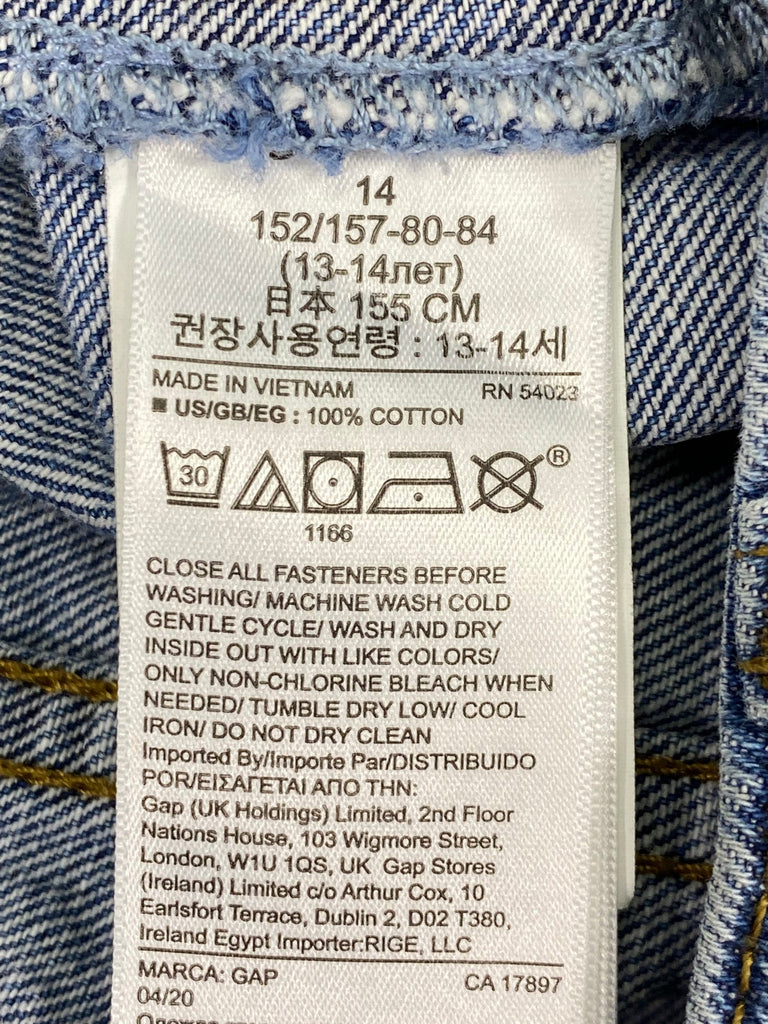 14
152/157-80-84
(13-14лет)
日本 155 CM
권장사용연령 : 13-14세
MADE IN VIETNAM RN 54023
US/GB/EG : 100% COTTON
30 ®
1166
CLOSE ALL FASTENERS BEFORE
WASHING/ MACHINE WASH COLD
GENTLE CYCLE/ WASH AND DRY
INSIDE OUT WITH LIKE COLORS/
ONLY NON-CHLORINE BLEACH WHEN
NEEDED/ TUMBLE DRY LOW/ COOL
IRON/ DO NOT DRY CLEAN
Imported By/Importe Par/DISTRIBUIDO
POR/ΕΙΣΑΓΕΤΑΙ ΑΠΟ ΤΗΝ:
Gap (UK Holdings) Limited, 2nd Floor
Nations House, 103 Wigmore Street,
London, W1U 1QS, UK Gap Stores
(Ireland) Limited c/o Arthur Cox, 10
Earlsfort Terrace, Dublin 2, D02 T380,
Ireland Egypt Importer:RIGE, LLC
MARCA: GAP CA 17897
04/20